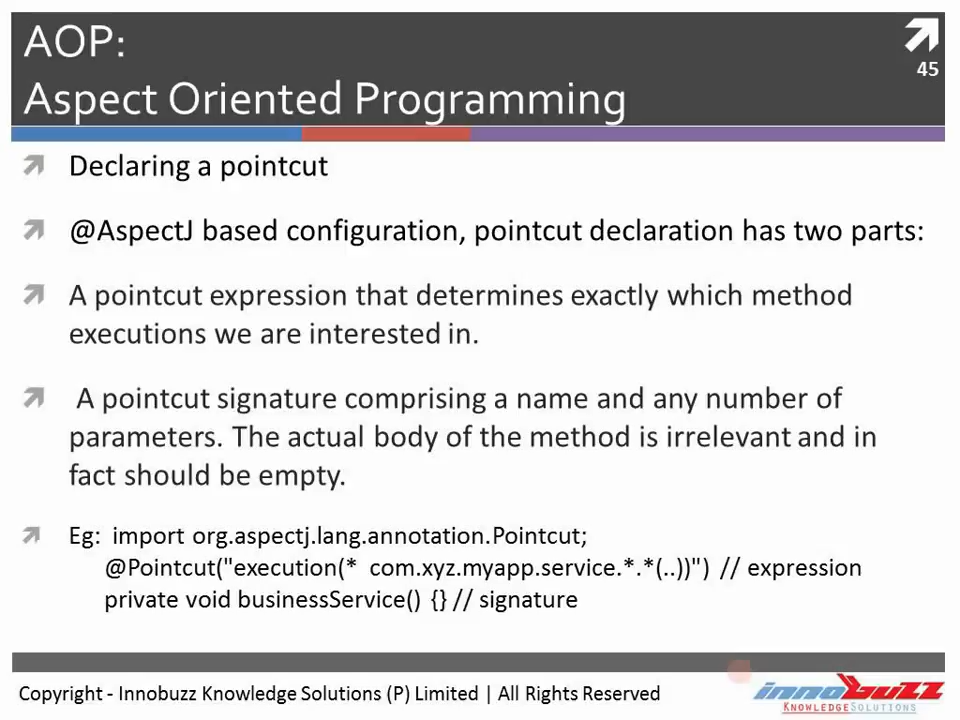 AOP:
Aspect Oriented Programming
45
Declaring a pointcut
@AspectJ based configuration, pointcut declaration has two parts:
A pointcut expression that determines exactly which method
executions we are interested in.
A pointcut signature comprising a name and any number of
parameters. The actual body of the method is irrelevant and in
fact should be empty.
Eg: import org.aspectj.lang.annotation.Pointcut;
@Pointcut("execution(* com.xyz.myapp.service.*.*(..))") // expression
private void businessService() {} // signature
Copyright - Innobuzz Knowledge Solutions (P) Limited | All Rights Reserved
innobuzz
KNOWLEDGESOLUTIONS